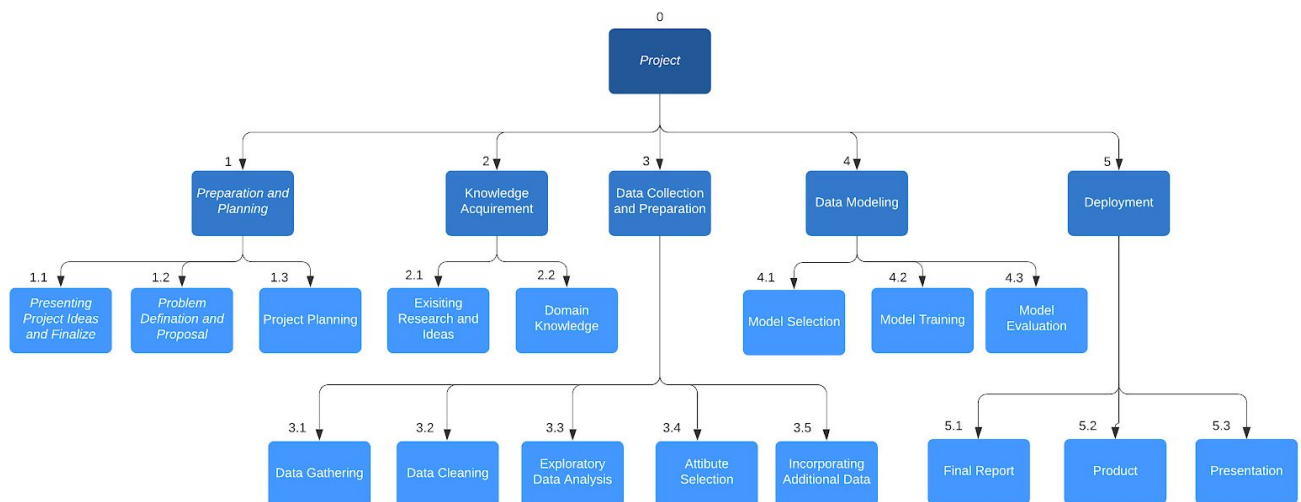 0
Project
1
2
3
4
5
Preparation and
Planning
Knowledge
Acquirement
Data Collection
and Preparation
Data Modeling
Deployment
1.1
1.2
1.3
2.1
2.2
4.1
4.2
4.3
Presenting
Project Ideas
and Finalize
Problem
Defination and
Proposal
Project Planning
Exisiting
Research and
Ideas
Domain
Knowledge
Model Selection
Model Training
Model
Evaluation
3.1
3.2
3.3
3.4
3.5
5.1
5.2
5.3
Data Gathering
Data Cleaning
Exploratory
Data Analysis
Attibute
Selection
Incorporating
Additional Data
Final Report
Product
Presentation